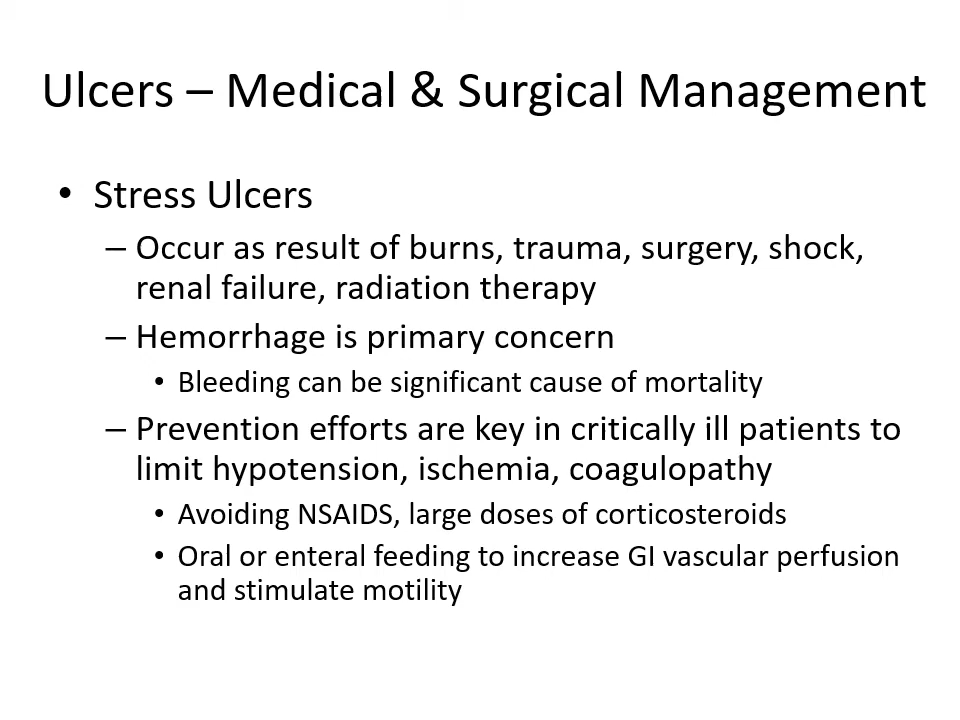 Ulcers – Medical & Surgical Management
• Stress Ulcers
– Occur as result of burns, trauma, surgery, shock,
renal failure, radiation therapy
– Hemorrhage is primary concern
• Bleeding can be significant cause of mortality
– Prevention efforts are key in critically ill patients to
limit hypotension, ischemia, coagulopathy
• Avoiding NSAIDS, large doses of corticosteroids
• Oral or enteral feeding to increase GI vascular perfusion
and stimulate motility